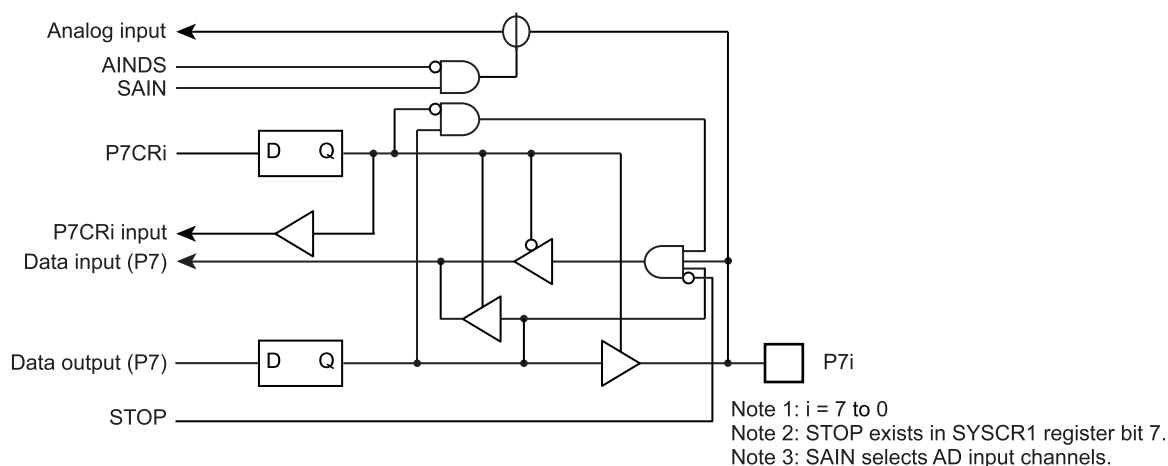 Analog input
AINDS
SAIN
P7CRi
D Q
P7CRi input
Data input (P7)
Data output (P7)
D Q
P7i
STOP
Note 1: i = 7 to 0
Note 2: STOP exists in SYSCR1 register bit 7.
Note 3: SAIN selects AD input channels.